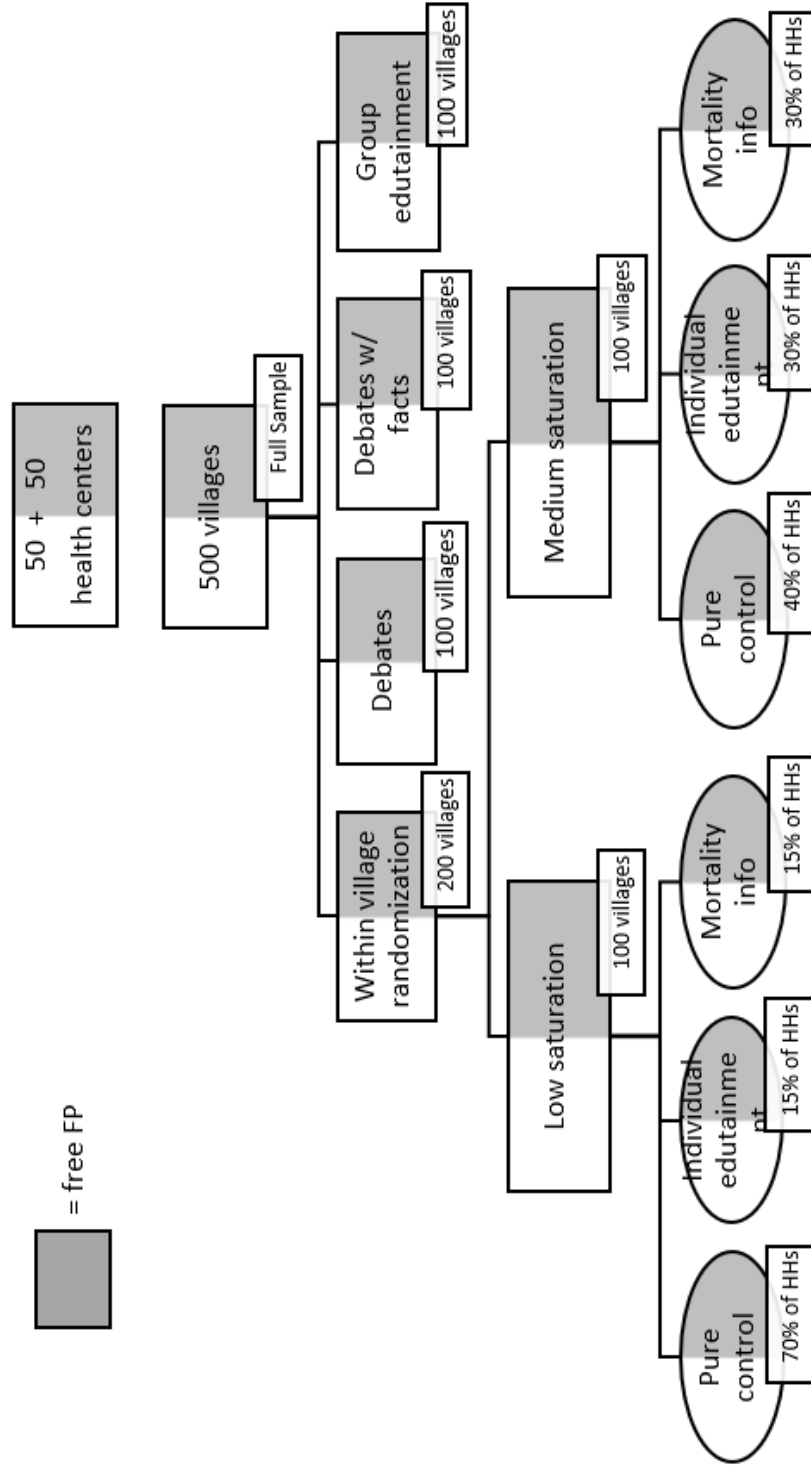 = free FP
50 + 50
health centers
500 villages
Full Sample
Within village
randomization
200 villages
Debates
100 villages
Debates w/
facts
100 villages
Group
edutainment
100 villages
Low saturation
100 villages
Medium saturation
100 villages
Pure
control
70% of HHs
Individual
edutainme
nt
15% of HHs
Mortality
info
15% of HHs
Pure
control
40% of HHs
Individual
edutainme
nt
30% of HHs
Mortality
info
30% of HHs